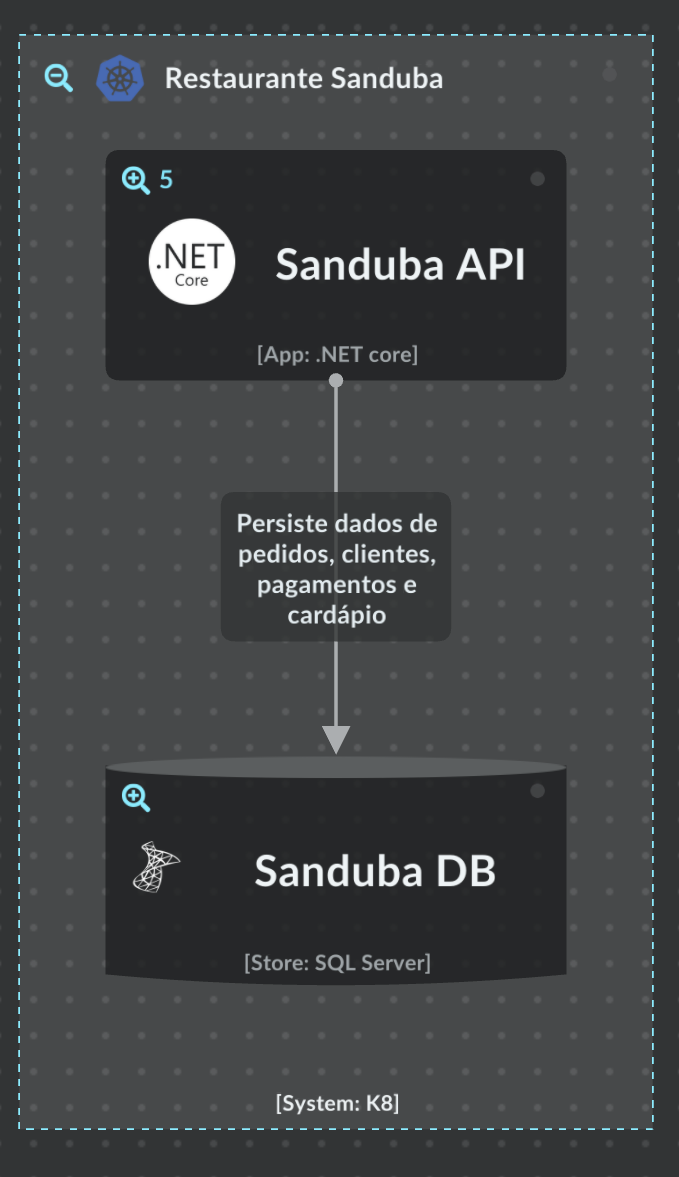 Restaurante Sanduba
5
.NET
Core
Sanduba API
[App: .NET core]
Persiste dados de
pedidos, clientes,
pagamentos e
cardápio
Sanduba DB
[Store: SQL Server]
[System: K8]